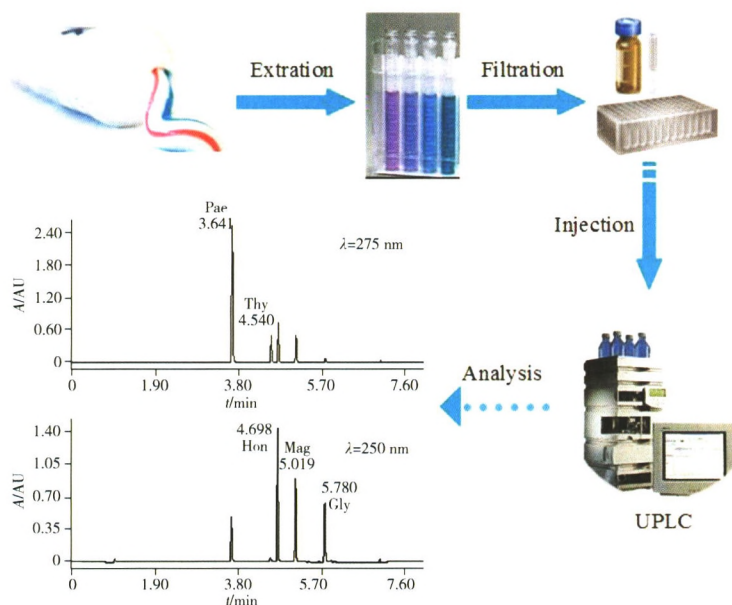 Extration
Filtration
Injection
UPLC
Analysis
Pae
3.641
λ=275 nm
Thy
4.540
A/AU
2.40
1.80
1.20
0.60
0
0 1.90 3.80 5.70 7.60
t/min
4.698
Hon
Mag
5.019
λ=250 nm
5.780
Gly
A/AU
1.40
1.05
0.70
0.35
0
0 1.90 3.80 5.70 7.60
t/min